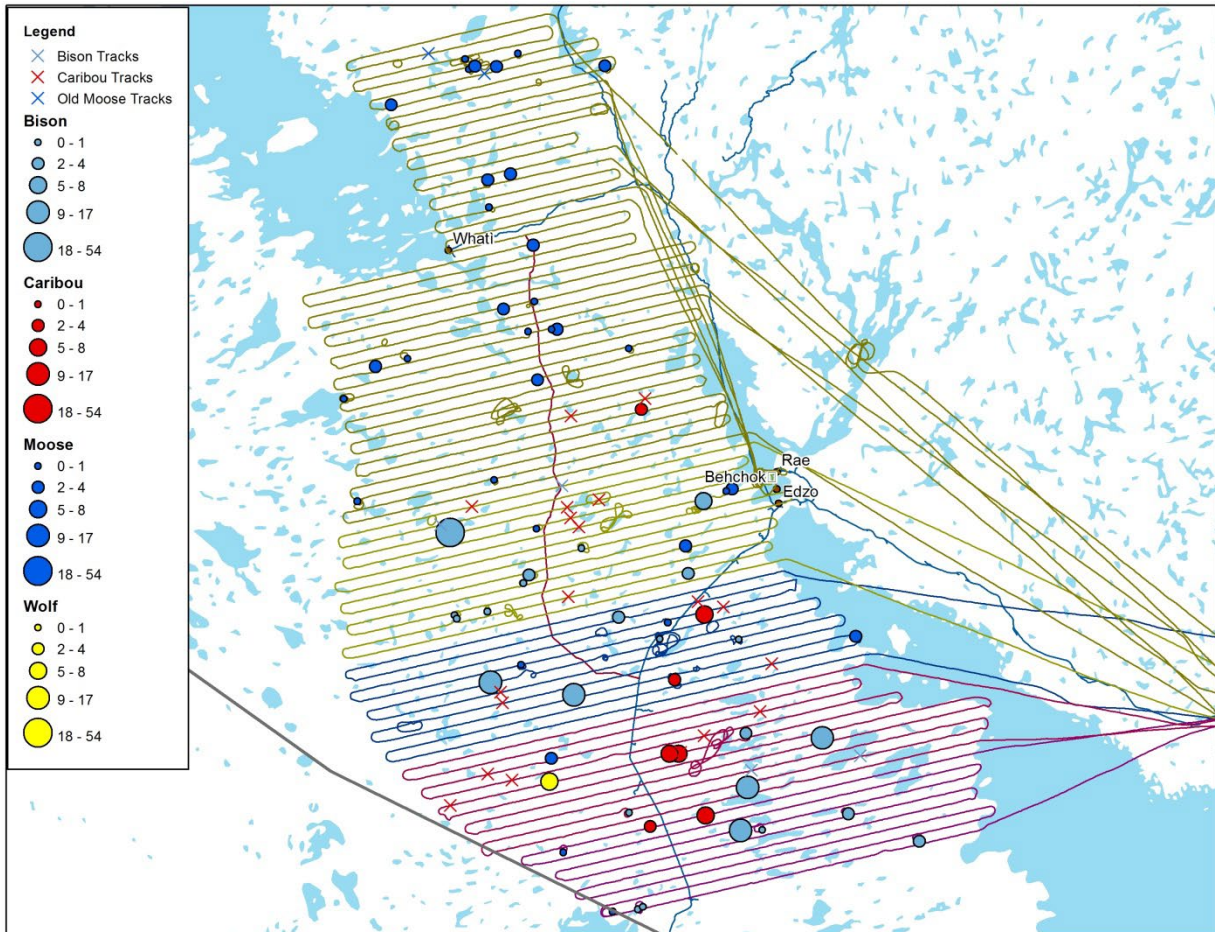 Legend
Bison Tracks
Caribou Tracks
Old Moose Tracks
Bison
0 - 1
2 - 4
5 - 8
9 - 17
18 - 54
Caribou
0 - 1
2 - 4
5 - 8
9 - 17
18 - 54
Moose
0 - 1
2 - 4
5 - 8
9 - 17
18 - 54
Wolf
0 - 1
2 - 4
5 - 8
9 - 17
18 - 54
Whatì
Rae
Behchok
Edzo